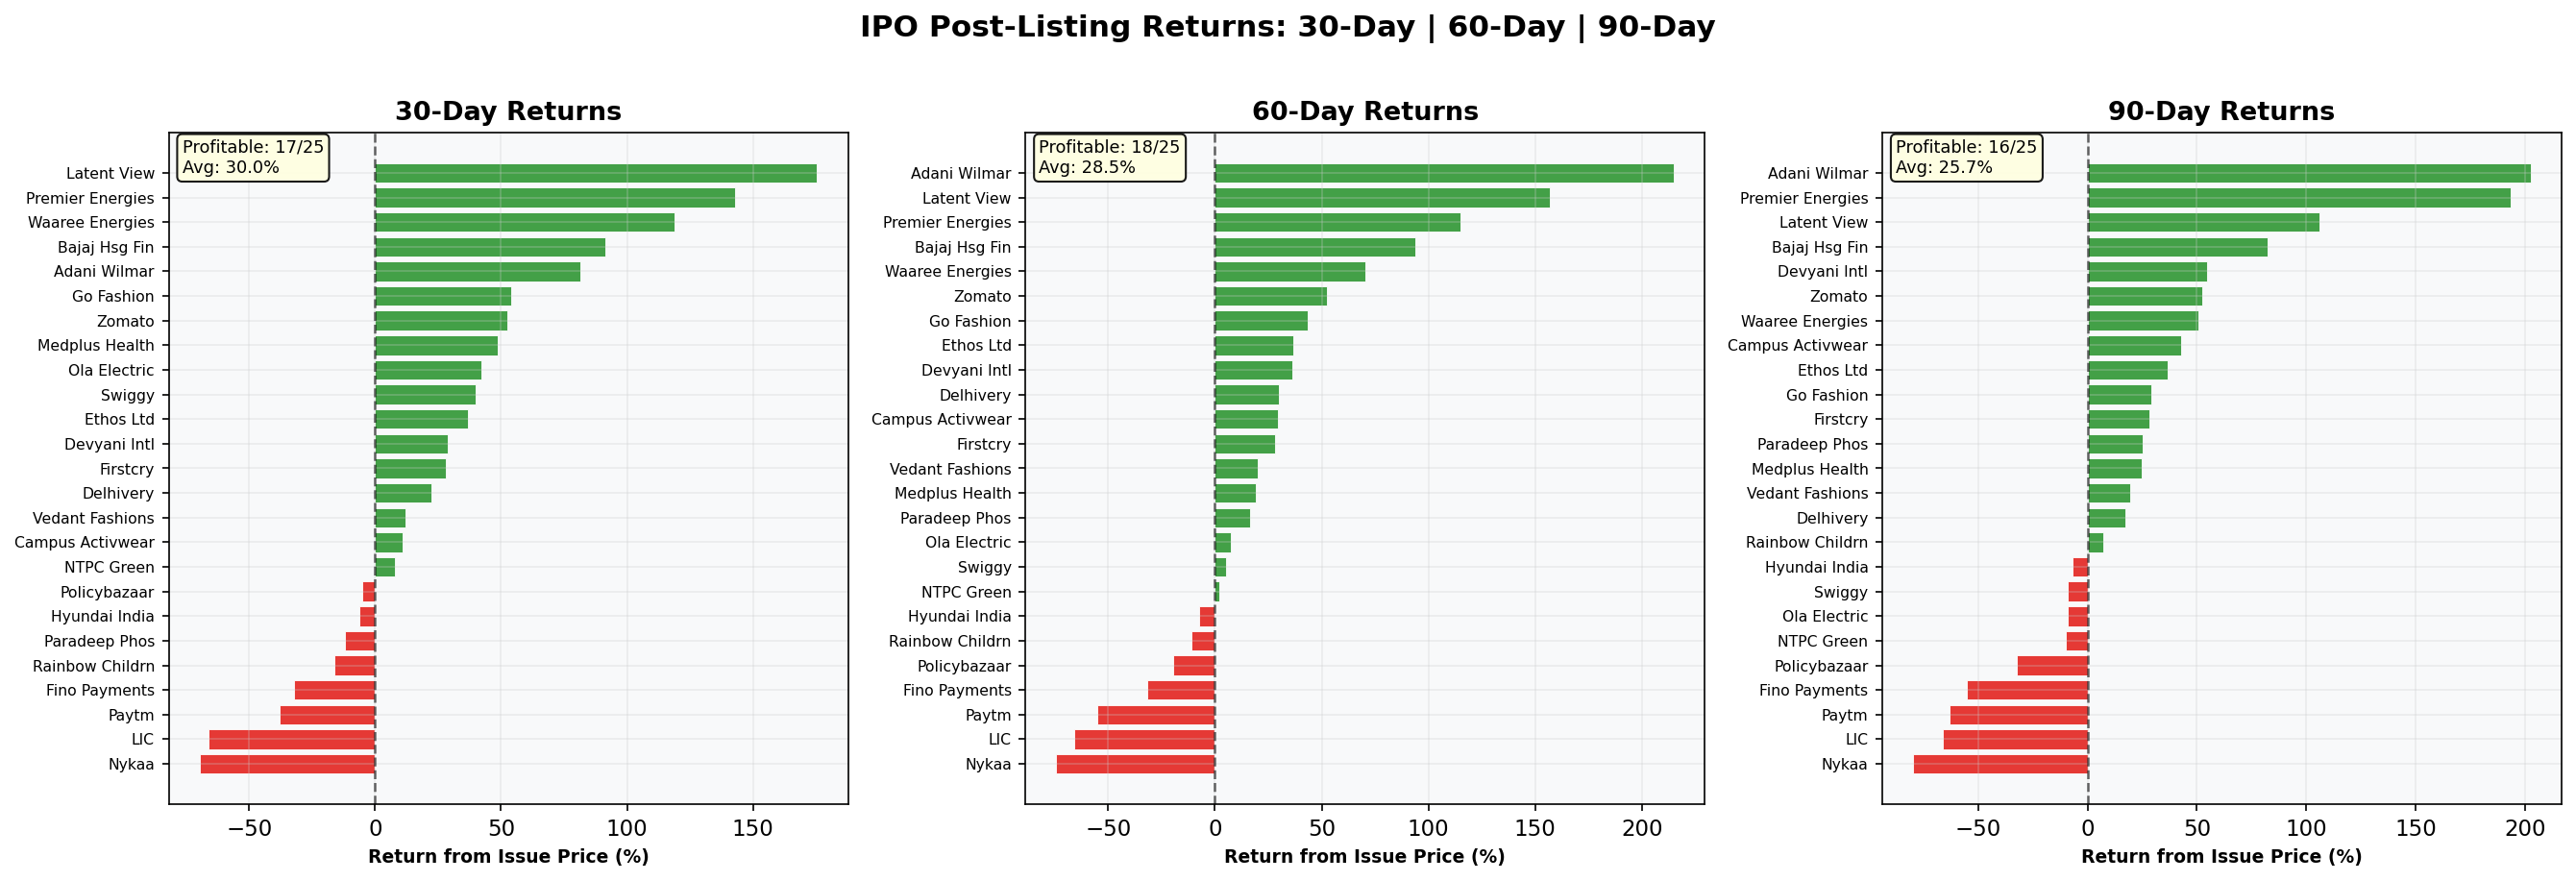 IPO Post-Listing Returns: 30-Day | 60-Day | 90-Day
30-Day Returns
Profitable: 17/25
Avg: 30.0%
Latent View
Premier Energies
Waaree Energies
Bajaj Hsg Fin
Adani Wilmar
Go Fashion
Zomato
Medplus Health
Ola Electric
Swiggy
Ethos Ltd
Devyani Intl
Firstcry
Delhivery
Vedant Fashions
Campus Activwear
NTPC Green
Policybazaar
Hyundai India
Paradeep Phos
Rainbow Childrn
Fino Payments
Paytm
LIC
Nykaa
−50 0 50 100 150
Return from Issue Price (%)
60-Day Returns
Profitable: 18/25
Avg: 28.5%
Adani Wilmar
Latent View
Premier Energies
Bajaj Hsg Fin
Waaree Energies
Zomato
Go Fashion
Ethos Ltd
Devyani Intl
Delhivery
Campus Activwear
Firstcry
Vedant Fashions
Medplus Health
Paradeep Phos
Ola Electric
Swiggy
NTPC Green
Hyundai India
Rainbow Childrn
Policybazaar
Fino Payments
Paytm
LIC
Nykaa
−50 0 50 100 150 200
Return from Issue Price (%)
90-Day Returns
Profitable: 16/25
Avg: 25.7%
Adani Wilmar
Premier Energies
Latent View
Bajaj Hsg Fin
Devyani Intl
Zomato
Waaree Energies
Campus Activwear
Ethos Ltd
Go Fashion
Firstcry
Paradeep Phos
Medplus Health
Vedant Fashions
Delhivery
Rainbow Childrn
Hyundai India
Swiggy
Ola Electric
NTPC Green
Policybazaar
Fino Payments
Paytm
LIC
Nykaa
−50 0 50 100 150 200
Return from Issue Price (%)